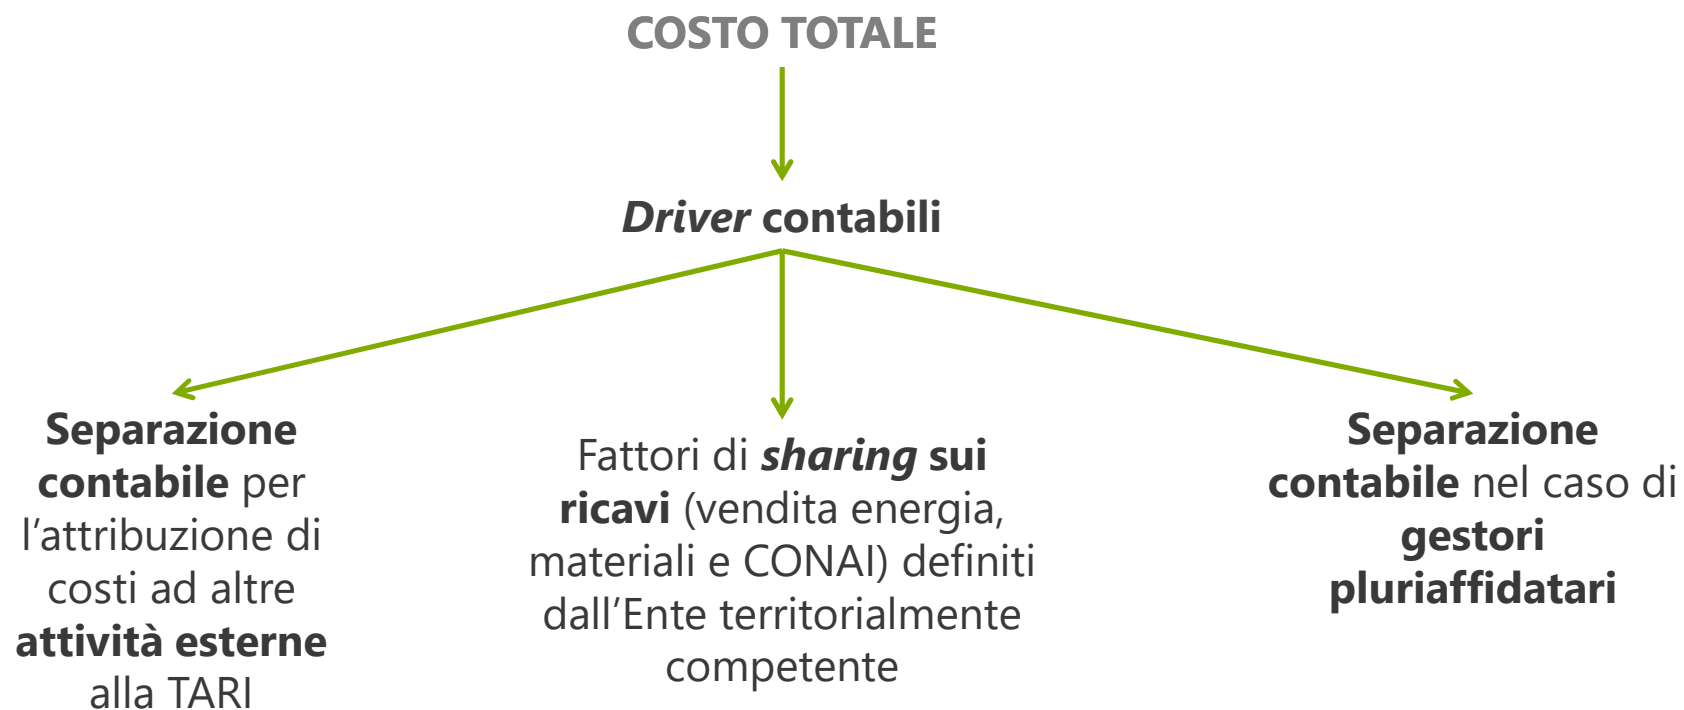 COSTO TOTALE
Driver contabili
Separazione
contabile per
l'attribuzione di
costi ad altre
attività esterne
alla TARI
Fattori di sharing sui
ricavi (vendita energia,
materiali e CONAI) definiti
dall'Ente territorialmente
competente
Separazione
contabile nel caso di
gestori
pluriaffidatari